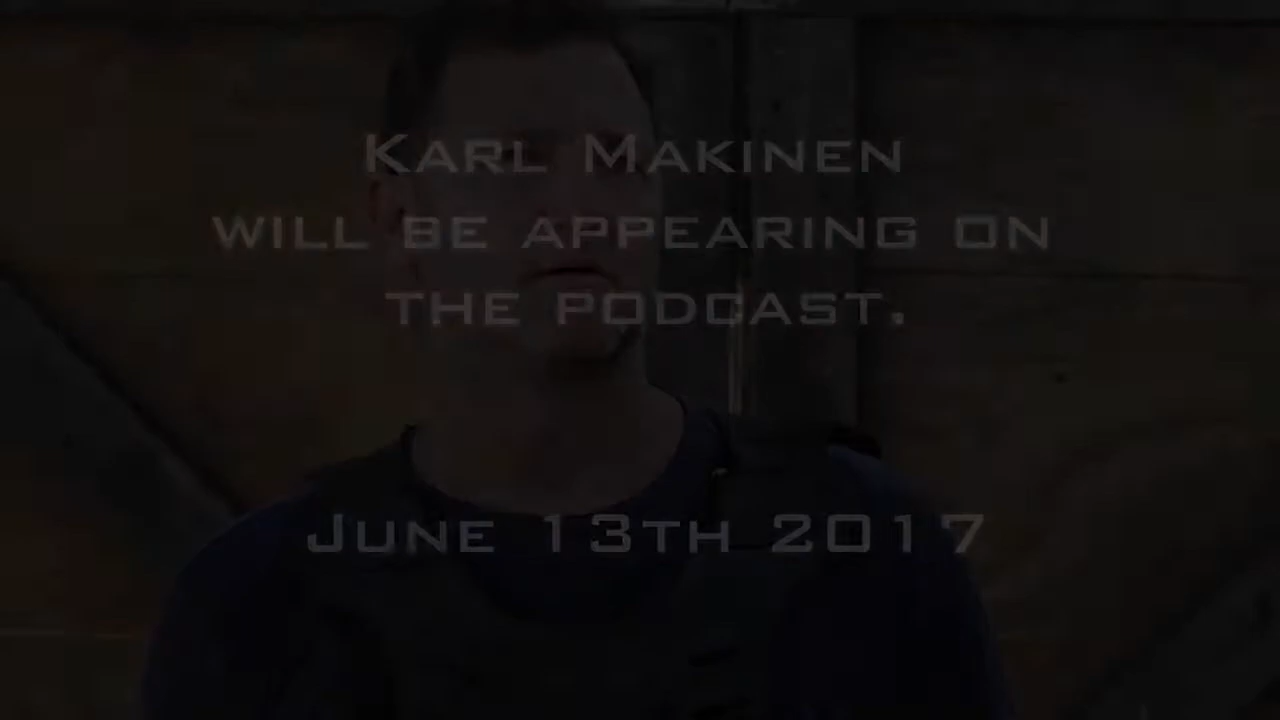 Karl Makinen
will be appearing on
the podcast.
June 13th 2017